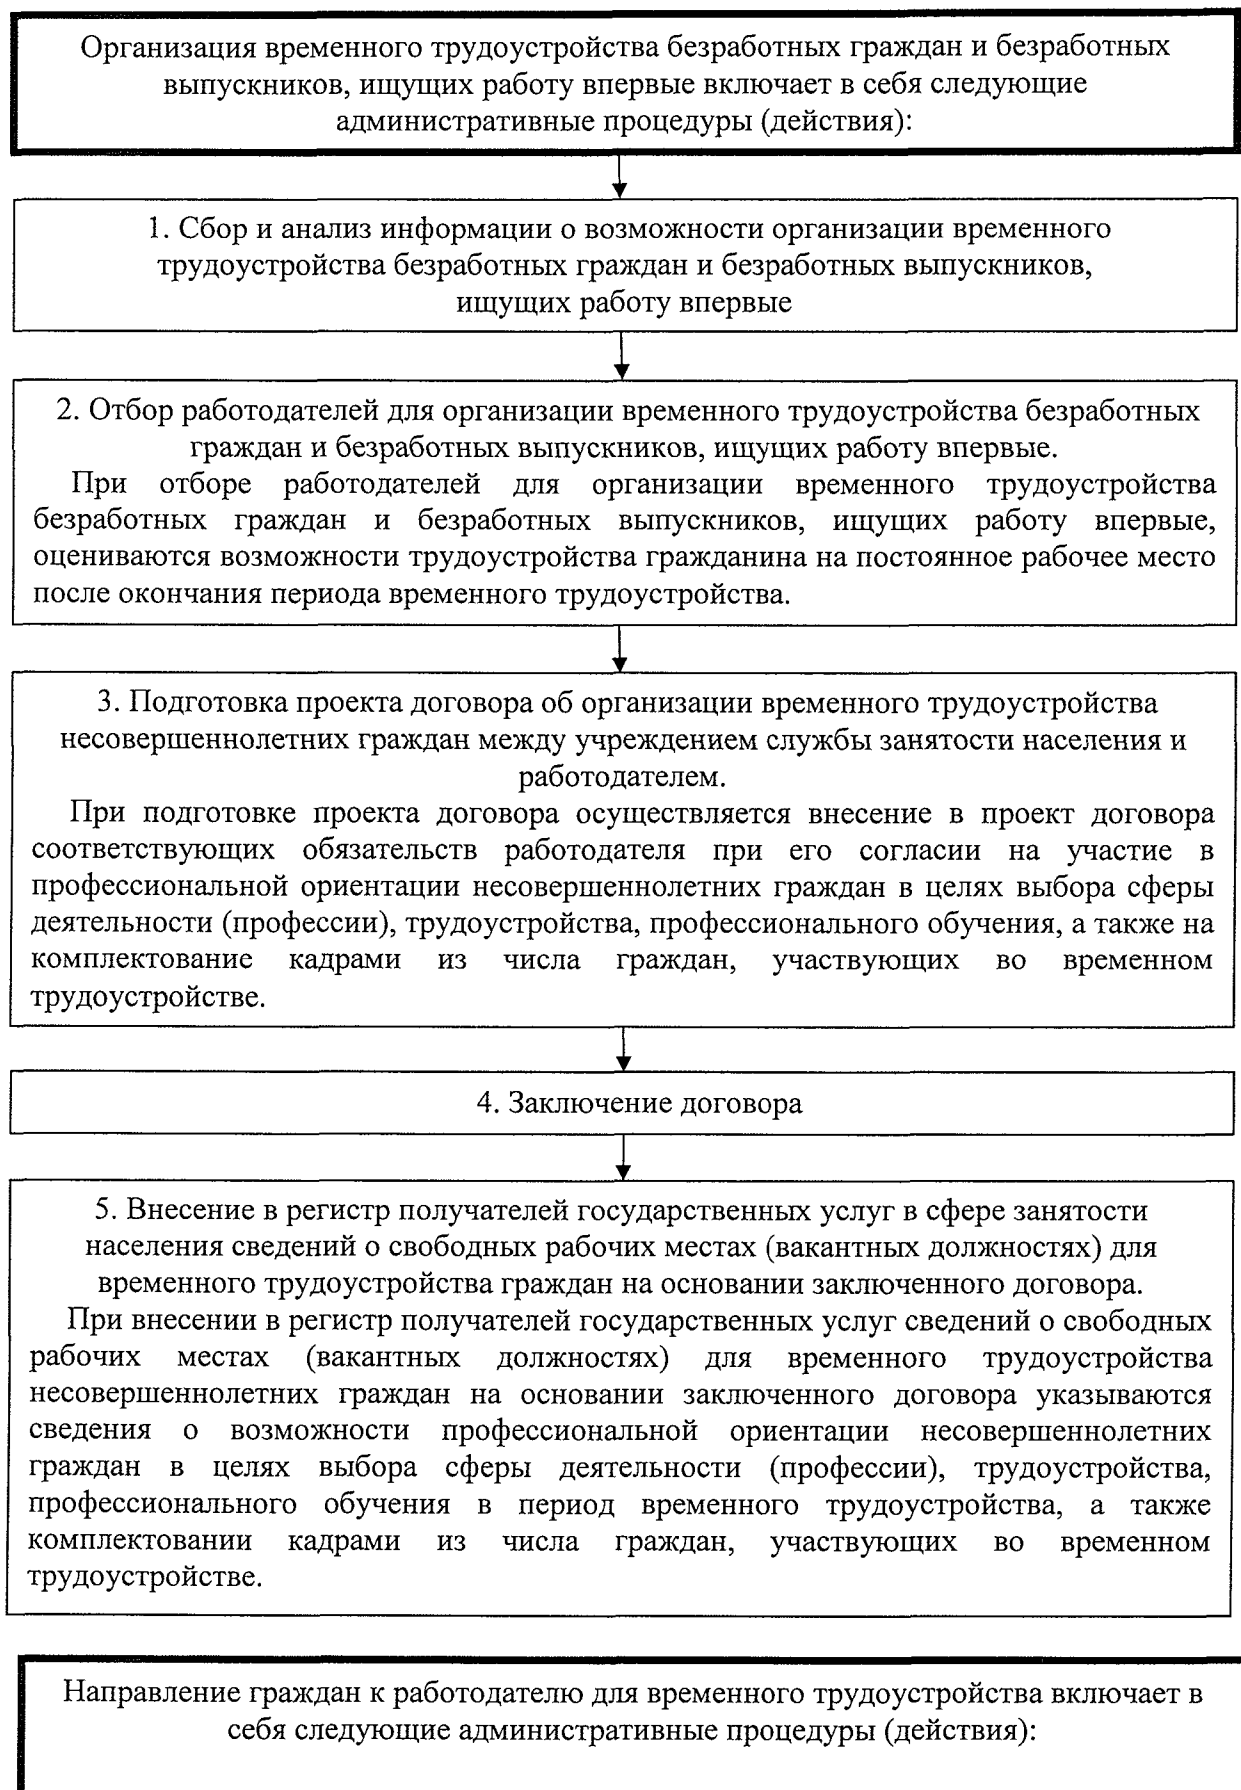 Организация временного трудоустройства безработных граждан и безработных
выпускников, ищущих работу впервые включает в себя следующие
административные процедуры (действия):
1. Сбор и анализ информации о возможности организации временного
трудоустройства безработных граждан и безработных выпускников,
ищущих работу впервые
2. Отбор работодателей для организации временного трудоустройства безработных
граждан и безработных выпускников, ищущих работу впервые.
При отборе работодателей для организации временного трудоустройства
безработных граждан и безработных выпускников, ищущих работу впервые,
оцениваются возможности трудоустройства гражданина на постоянное рабочее место
после окончания периода временного трудоустройства.
3. Подготовка проекта договора об организации временного трудоустройства
несовершеннолетних граждан между учреждением службы занятости населения и
работодателем.
При подготовке проекта договора осуществляется внесение в проект договора
соответствующих обязательств работодателя при его согласии на участие в
профессиональной ориентации несовершеннолетних граждан в целях выбора сферы
деятельности (профессии), трудоустройства, профессионального обучения, а также на
комплектование кадрами из числа граждан, участвующих во временном
трудоустройстве.
4. Заключение договора
5. Внесение в регистр получателей государственных услуг в сфере занятости
населения сведений о свободных рабочих местах (вакантных должностях) для
временного трудоустройства граждан на основании заключенного договора.
При внесении в регистр получателей государственных услуг сведений о свободных
рабочих местах (вакантных должностях) для временного трудоустройства
несовершеннолетних граждан на основании заключенного договора указываются
сведения о возможности профессиональной ориентации несовершеннолетних
граждан в целях выбора сферы деятельности (профессии), трудоустройства,
профессионального обучения в период временного трудоустройства, а также
комплектовании кадрами из числа граждан, участвующих во временном
трудоустройстве.
Направление граждан к работодателю для временного трудоустройства включает в
себя следующие административные процедуры (действия):